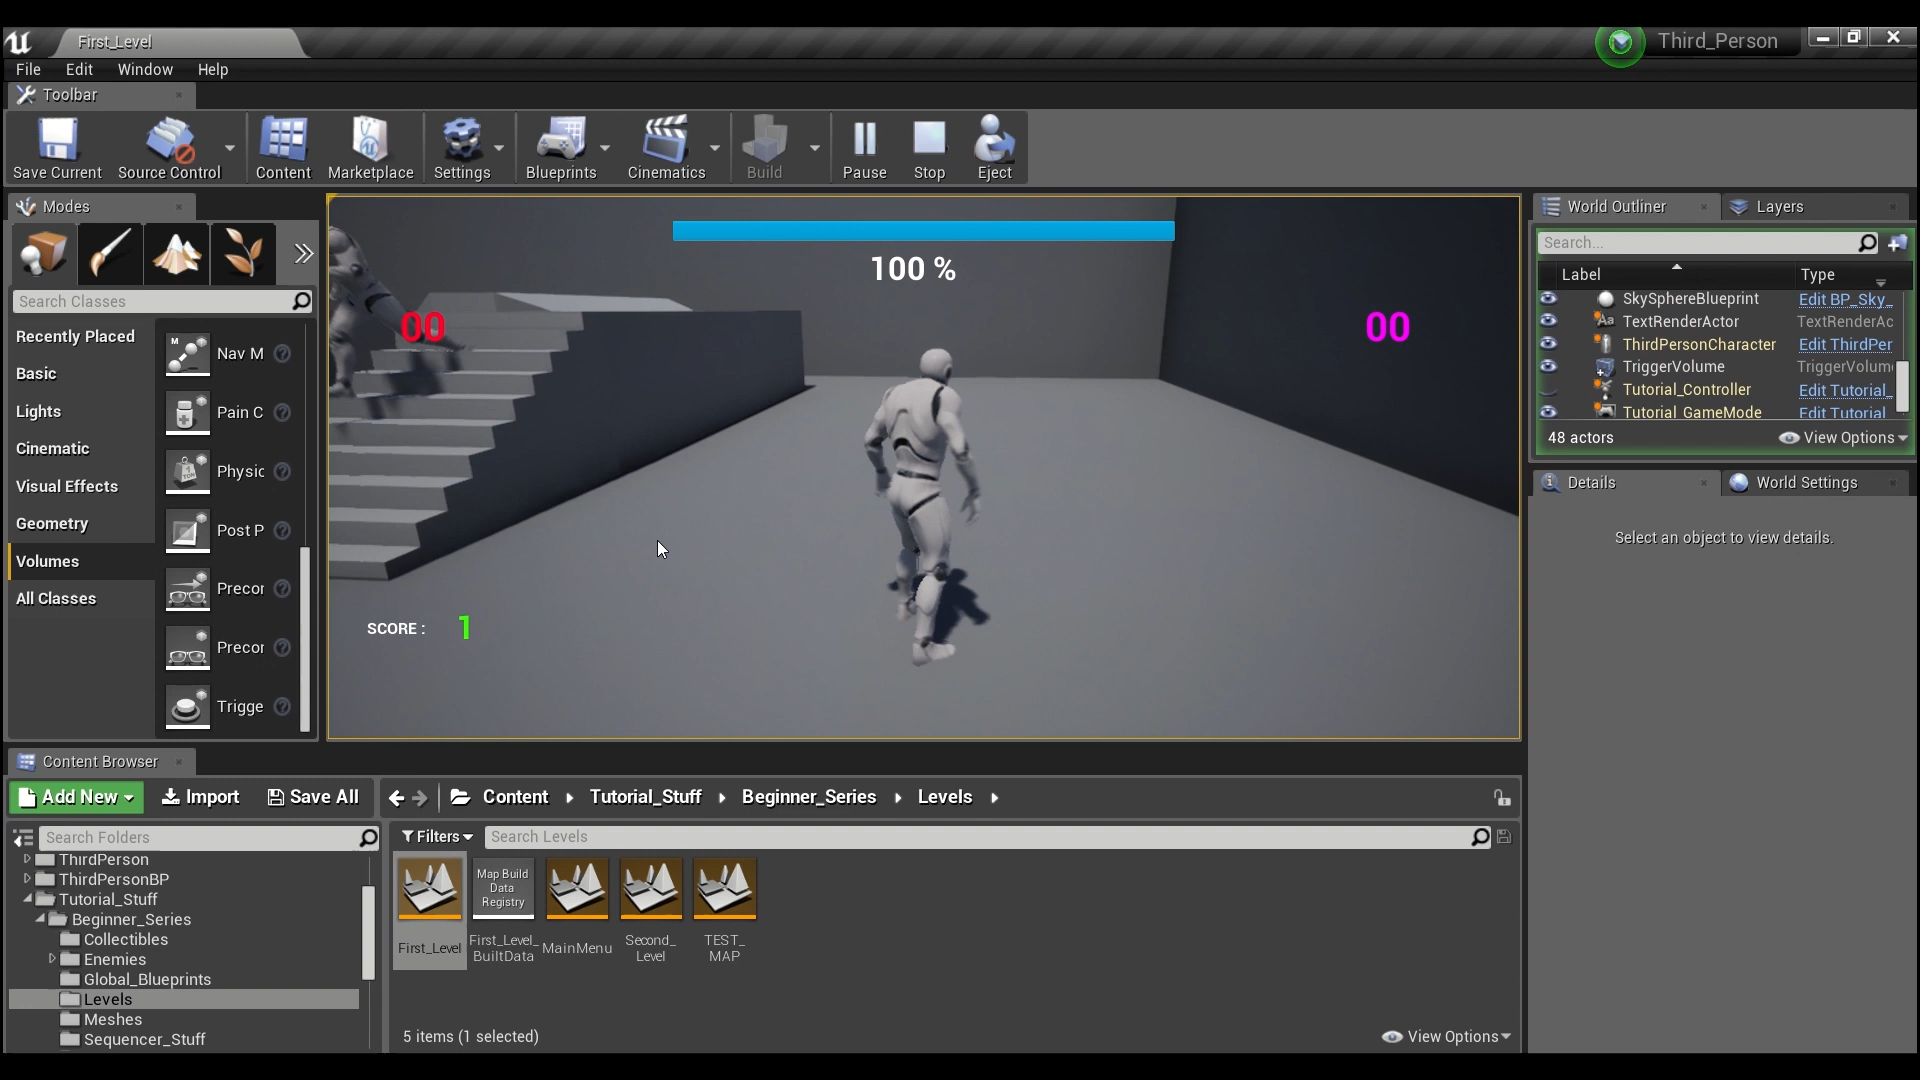 First_Level
Third_Person
File Edit Window Help
Toolbar
Save Current Source Control Content Marketplace Settings Blueprints Cinematics Build Pause Stop Eject
Modes
Search Classes
Recently Placed
Basic
Lights
Cinematic
Visual Effects
Geometry
Volumes
All Classes
Nav M
Pain C
Physic
Post P
Precor
Precor
Trigge
100 %
00
00
SCORE : 1
World Outliner Layers
Search...
Label Type
SkySphereBlueprint Edit BP_Sky_
TextRenderActor TextRenderAc
ThirdPersonCharacter Edit ThirdPer
TriggerVolume TriggerVolum
Tutorial_Controller Edit Tutorial_
Tutorial_GameMode Edit Tutorial
48 actors View Options
Details World Settings
Select an object to view details.
Content Browser
Add New Import Save All Content Tutorial_Stuff Beginner_Series Levels
Search Folders
ThirdPerson
ThirdPersonBP
Tutorial_Stuff
Beginner_Series
Collectibles
Enemies
Global_Blueprints
Levels
Meshes
Sequencer_Stuff
Filters Search Levels
Map Build
Data
Registry
First_Level
First_Level_
BuiltData
MainMenu
Second_
Level
TEST_
MAP
5 items (1 selected) View Options